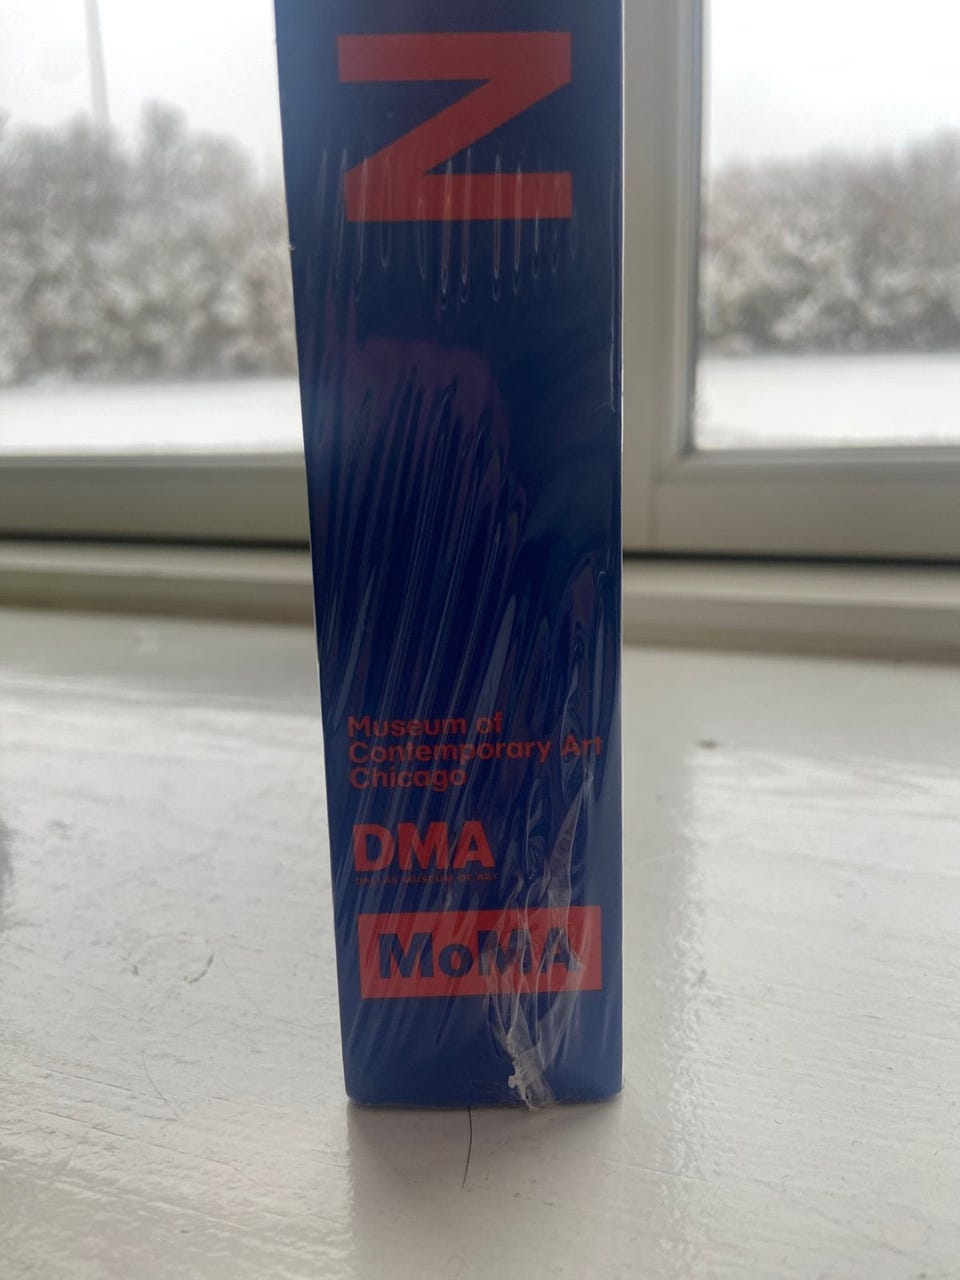 N
Museum of
Contemporary Art
Chicago
DMA
DALLAS MUSEUM OF ART
MoMA